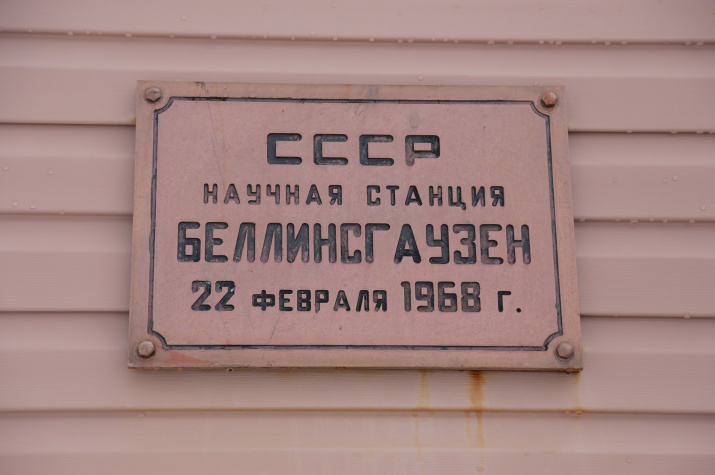 СССР
НАУЧНАЯ СТАНЦИЯ
БЕЛЛИНСГАУЗЕН
22 ФЕВРАЛЯ 1968 Г.